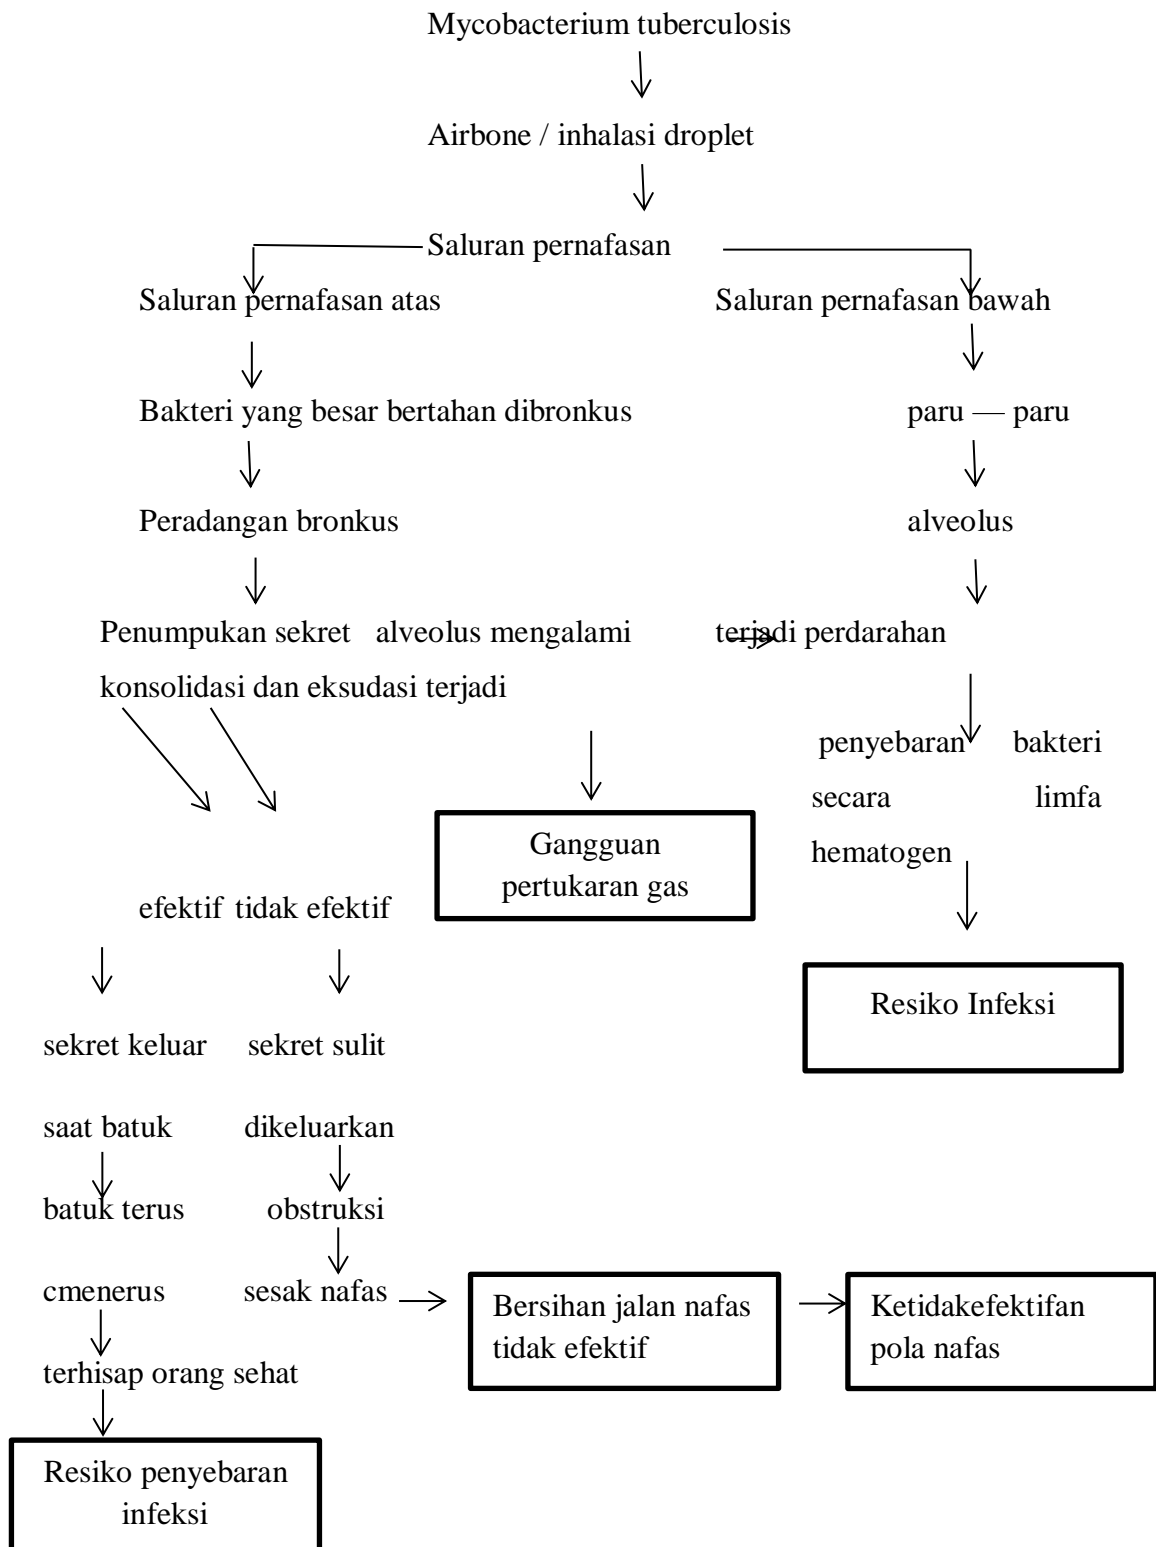 Mycobacterium tuberculosis
Airbone / inhalasi droplet
Saluran pernafasan
Saluran pernafasan atas
Saluran pernafasan bawah
Bakteri yang besar bertahan dibronkus
paru — paru
Peradangan bronkus
alveolus
Penumpukan sekret alveolus mengalami
terjadi perdarahan
konsolidasi dan eksudasi terjadi
penyebaran bakteri
secara limfa
hematogen
Gangguan
pertukaran gas
efektif tidak efektif
Resiko Infeksi
sekret keluar
sekret sulit
saat batuk
dikeluarkan
batuk terus
obstruksi
cmenerus
sesak nafas
Bersihan jalan nafas
tidak efektif
Ketidakefektifan
pola nafas
terhisap orang sehat
Resiko penyebaran
infeksi